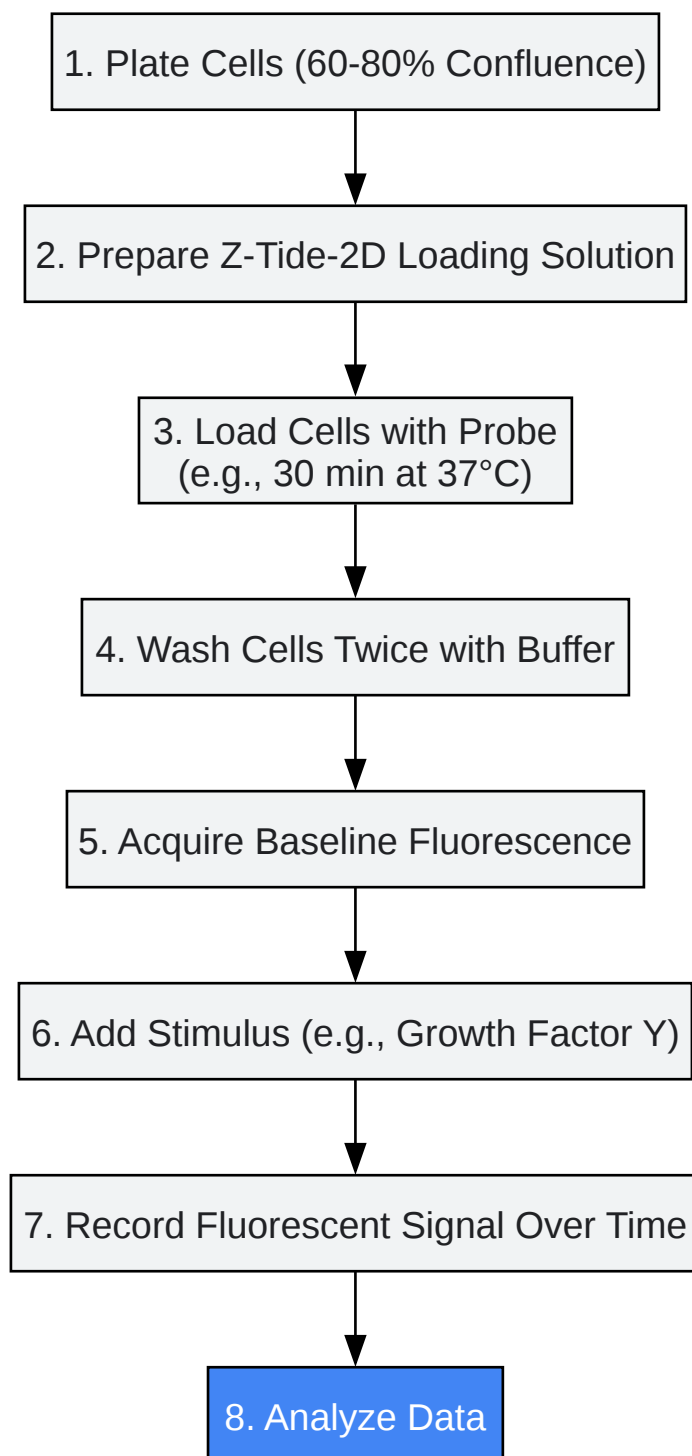 1. Plate Cells (60-80% Confluence)
2. Prepare Z-Tide-2D Loading Solution
3. Load Cells with Probe
(e.g., 30 min at 37°C)
4. Wash Cells Twice with Buffer
5. Acquire Baseline Fluorescence
6. Add Stimulus (e.g., Growth Factor Y)
7. Record Fluorescent Signal Over Time
8. Analyze Data